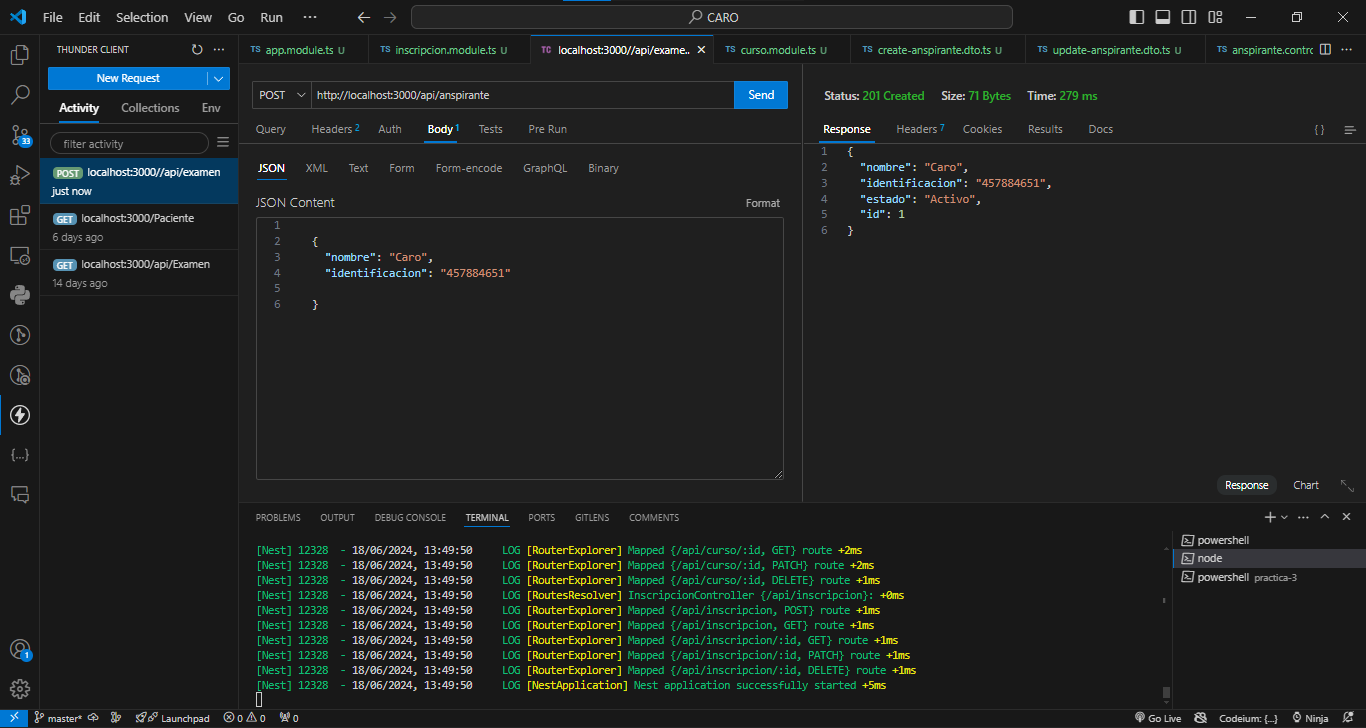 File Edit Selection View Go Run ··· CARO
THUNDER CLIENT
New Request
Activity Collections Env
filter activity
POST localhost:3000//api/examen
just now
GET localhost:3000/Paciente
6 days ago
GET localhost:3000/api/Examen
14 days ago
TS app.module.ts U TS inscripcion.module.ts U TC localhost:3000//api/exame.. TS curso.module.ts U TS create-anspirante.dto.ts U TS update-anspirante.dto.ts U TS anspirante.contrc
POST http://localhost:3000/api/anspirante Send
Query Headers 2 Auth Body 1 Tests Pre Run
JSON XML Text Form Form-encode GraphQL Binary
JSON Content Format
1
2 {
3 "nombre": "Caro",
4 "identificacion": "457884651"
5
6 }
Status: 201 Created Size: 71 Bytes Time: 279 ms
Response Headers 7 Cookies Results Docs { }
1 {
2 "nombre": "Caro",
3 "identificacion": "457884651",
4 "estado": "Activo",
5 "id": 1
6 }
Response Chart
PROBLEMS OUTPUT DEBUG CONSOLE TERMINAL PORTS GITLENS COMMENTS
[Nest] 12328 - 18/06/2024, 13:49:50 LOG [RouterExplorer] Mapped {/api/curso/:id, GET} route +2ms
[Nest] 12328 - 18/06/2024, 13:49:50 LOG [RouterExplorer] Mapped {/api/curso/:id, PATCH} route +2ms
[Nest] 12328 - 18/06/2024, 13:49:50 LOG [RouterExplorer] Mapped {/api/curso/:id, DELETE} route +1ms
[Nest] 12328 - 18/06/2024, 13:49:50 LOG [RoutesResolver] InscripcionController {/api/inscripcion}: +0ms
[Nest] 12328 - 18/06/2024, 13:49:50 LOG [RouterExplorer] Mapped {/api/inscripcion, POST} route +1ms
[Nest] 12328 - 18/06/2024, 13:49:50 LOG [RouterExplorer] Mapped {/api/inscripcion, GET} route +1ms
[Nest] 12328 - 18/06/2024, 13:49:50 LOG [RouterExplorer] Mapped {/api/inscripcion/:id, GET} route +1ms
[Nest] 12328 - 18/06/2024, 13:49:50 LOG [RouterExplorer] Mapped {/api/inscripcion/:id, PATCH} route +1ms
[Nest] 12328 - 18/06/2024, 13:49:50 LOG [RouterExplorer] Mapped {/api/inscripcion/:id, DELETE} route +1ms
[Nest] 12328 - 18/06/2024, 13:49:50 LOG [NestApplication] Nest application successfully started +5ms
powershell
node
powershell practica-3
33
1
master* Launchpad 0 0 0 Go Live Codeium: {...} Ninja